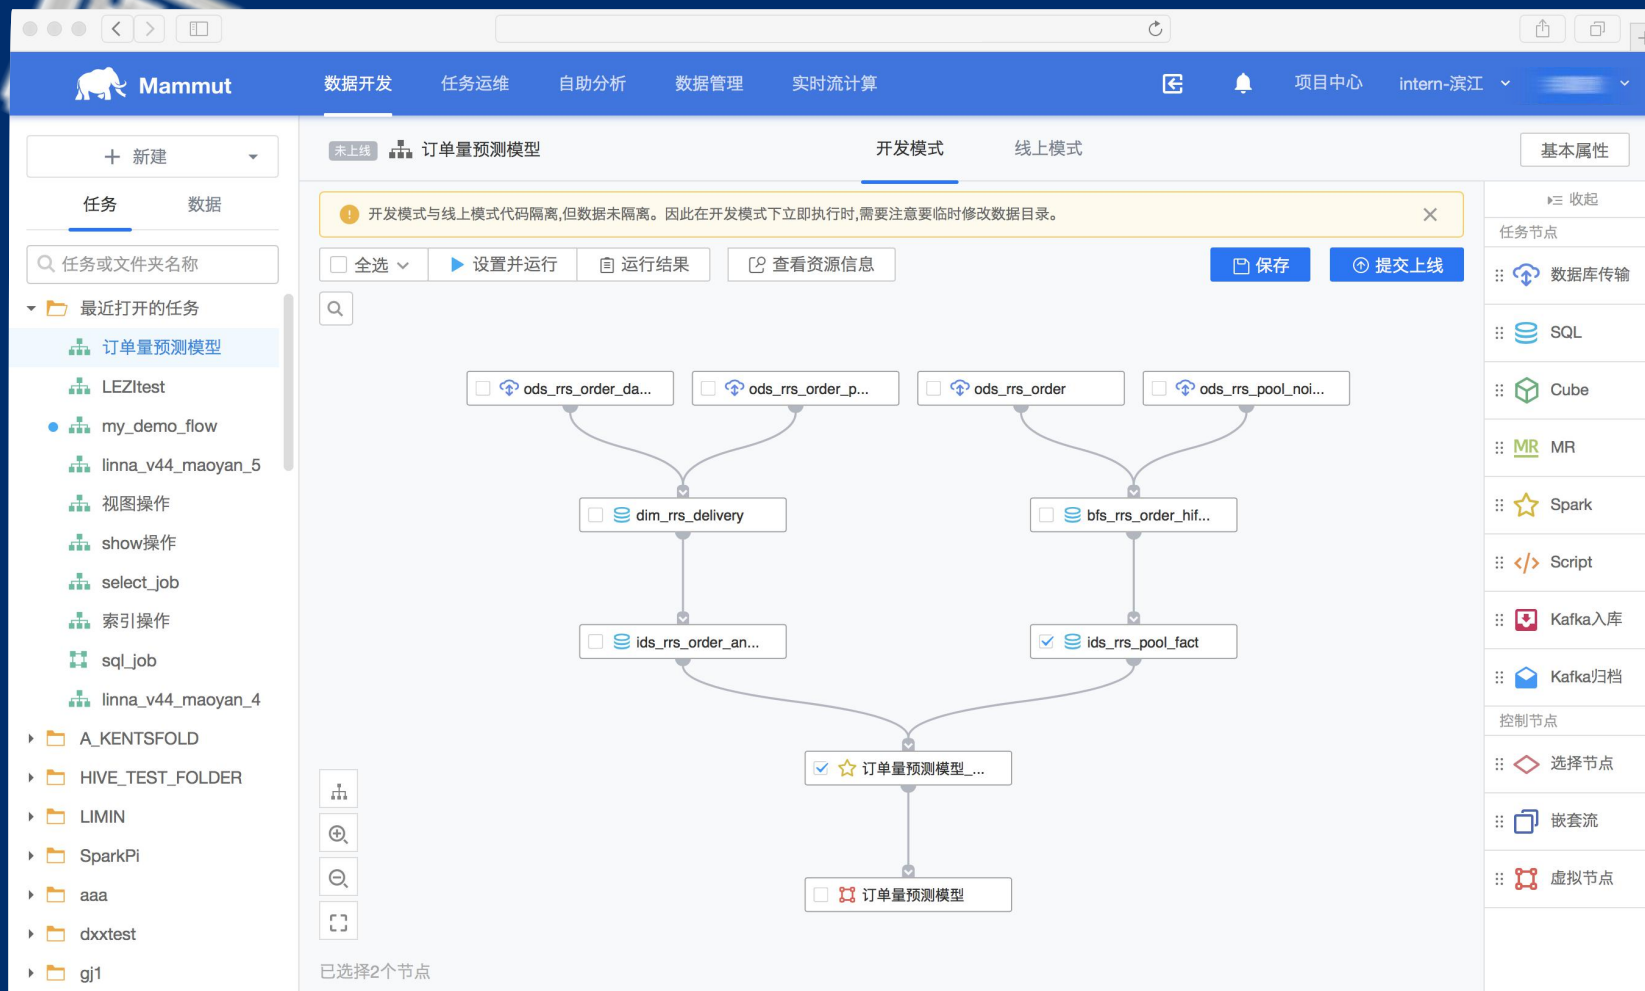 Mammut
数据开发
任务运维
自助分析
数据管理
实时流计算
项目中心
intern-滨江
新建
任务
数据
任务或文件夹名称
最近打开的任务
订单量预测模型
LEZItest
my_demo_flow
linna_v44_maoyan_5
视图操作
show操作
select_job
索引操作
sql_job
linna_v44_maoyan_4
A_KENTSFOLD
HIVE_TEST_FOLDER
LIMIN
SparkPi
aaa
dxxtest
gj1
未上线
订单量预测模型
开发模式
线上模式
基本属性
开发模式与线上模式代码隔离,但数据未隔离。因此在开发模式下立即执行时,需要注意要临时修改数据目录。
全选
设置并运行
运行结果
查看资源信息
保存
提交上线
ods_rrs_order_da...
ods_rrs_order_p...
ods_rrs_order
ods_rrs_pool_noi...
dim_rrs_delivery
bfs_rrs_order_hif...
ids_rrs_order_an...
ids_rrs_pool_fact
订单量预测模型_...
订单量预测模型
已选择2个节点
收起
任务节点
数据库传输
SQL
Cube
MR MR
Spark
Script
Kafka入库
Kafka归档
控制节点
选择节点
嵌套流
虚拟节点